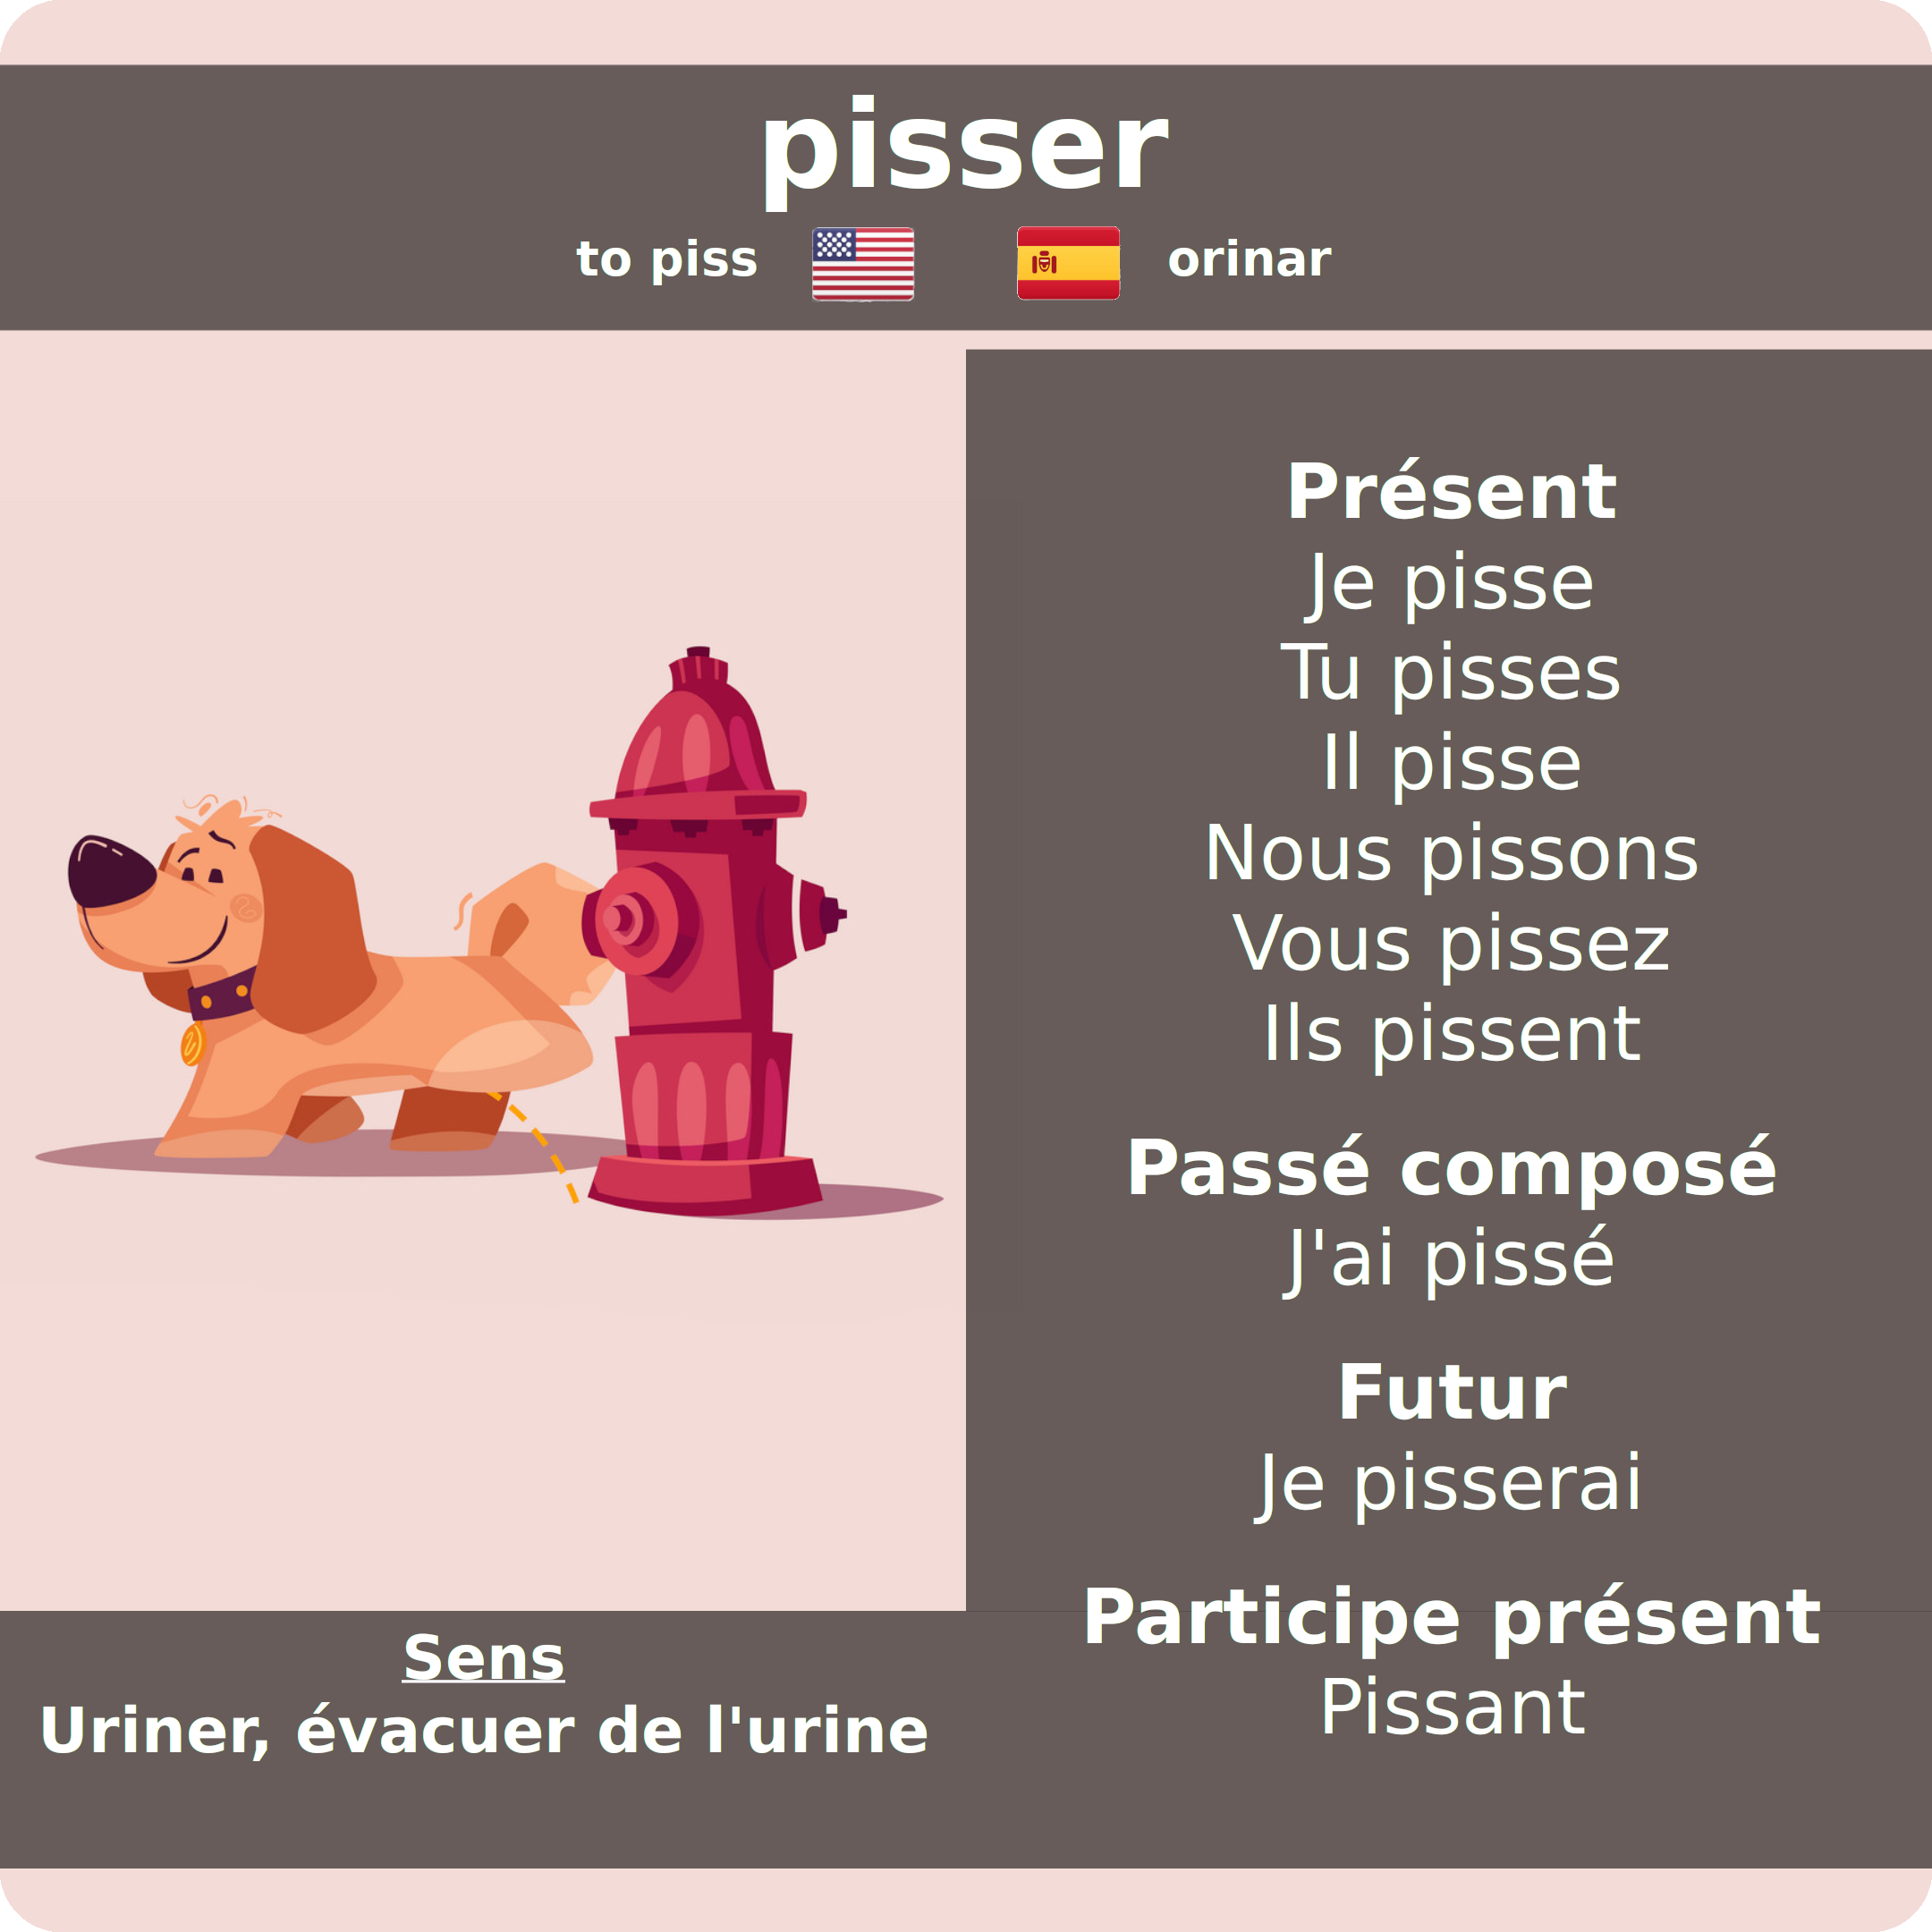 pisser
to piss
orinar
Présent
Je pisse
Tu pisses
Il pisse
Nous pissons
Vous pissez
Ils pissent
Passé composé
J'ai pissé
Futur
Je pisserai
Participe présent
Pissant
Sens
Uriner, évacuer de l'urine